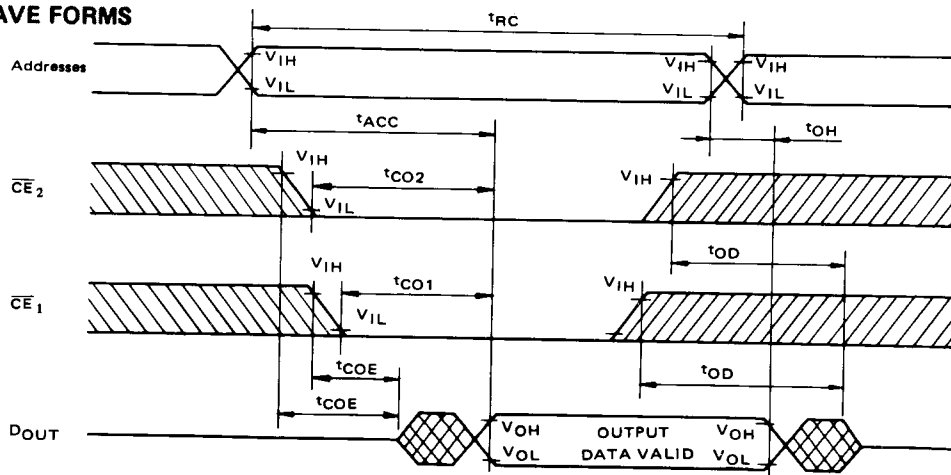 AVE FORMS
tRC
Addresses
VIH
VIL
VIH
VIL
VIH
VIL
tACC
tOH
CE2
VIH
VIL
tCO2
VIH
tOD
CE1
VIH
VIL
tCO1
VIH
tCOE
tOD
tCOE
DOUT
VOH
VOL
OUTPUT
DATA VALID
VOH
VOL